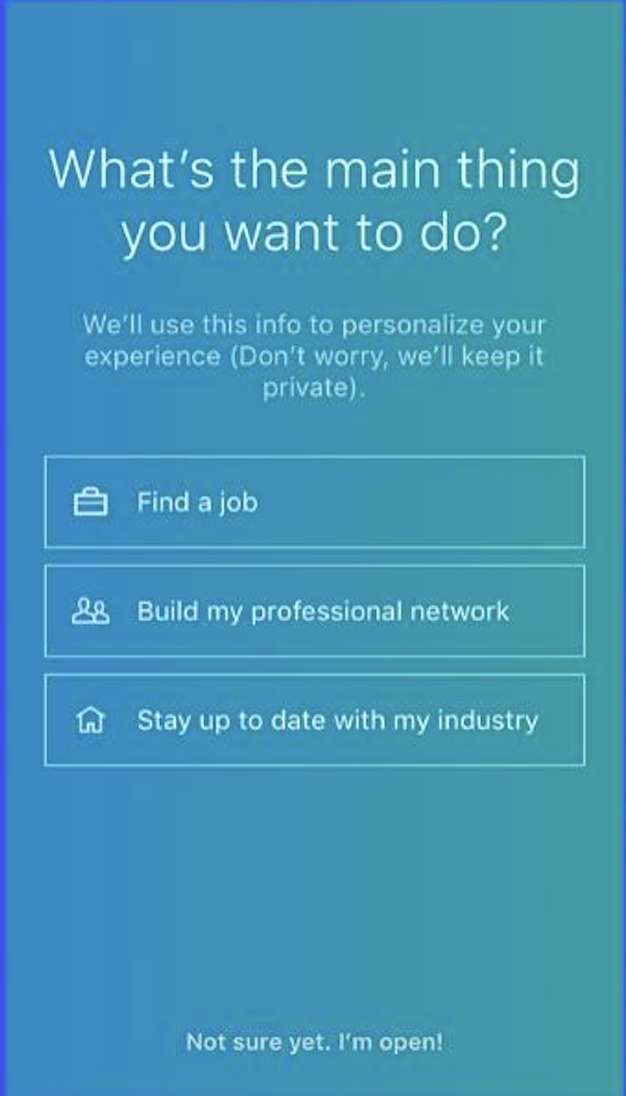 What’s the main thing
you want to do?
We’ll use this info to personalize your
experience (Don’t worry, we’ll keep it
private).
Find a job
Build my professional network
Stay up to date with my industry
Not sure yet. I’m open!